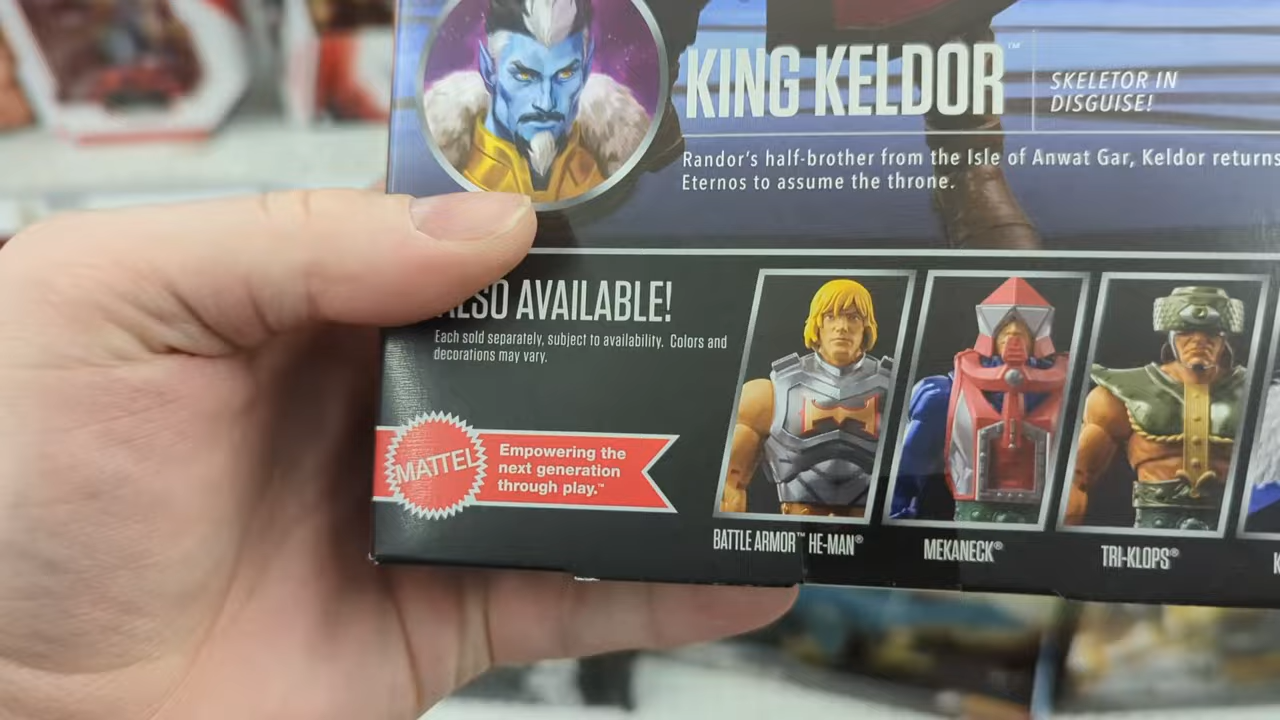 KING KELDOR™
SKELETOR IN
DISGUISE!
Randor's half-brother from the Isle of Anwat Gar, Keldor returns
Eternos to assume the throne.
ALSO AVAILABLE!
Each sold separately, subject to availability. Colors and
decorations may vary.
MATTEL
Empowering the
next generation
through play.™
BATTLE ARMOR™ HE-MAN®
MEKANECK®
TRI-KLOPS®